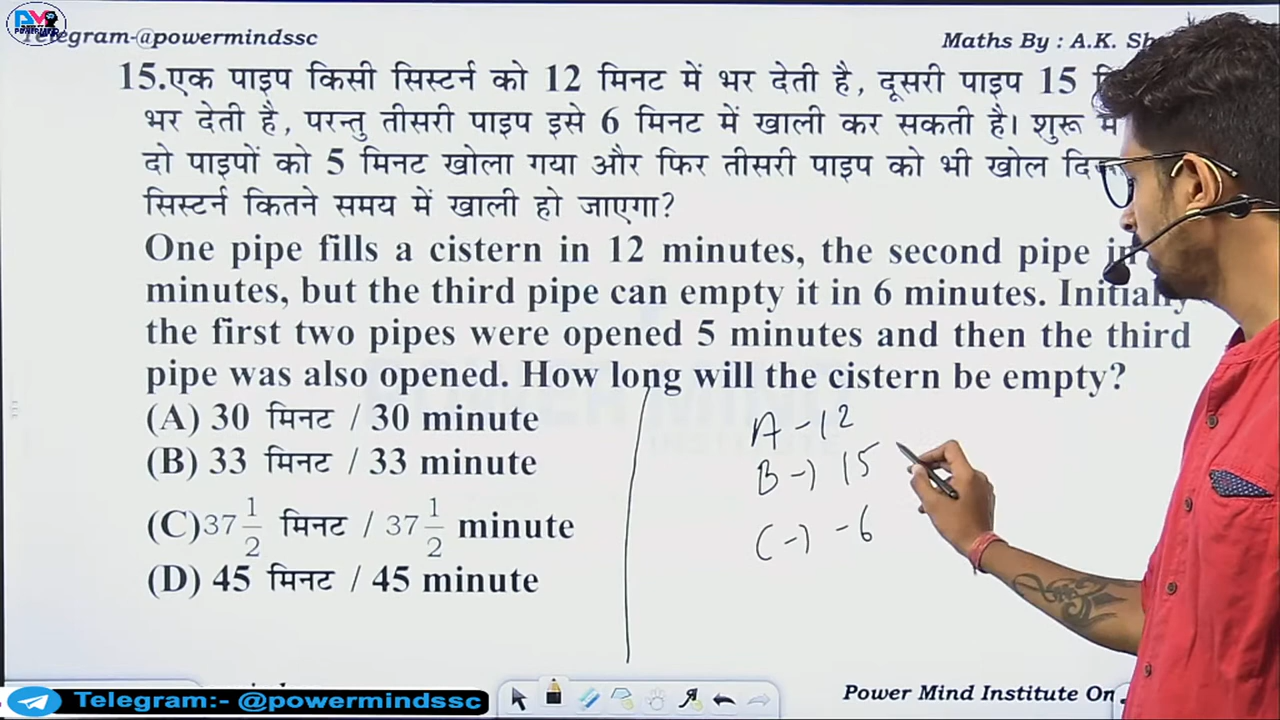 Telegram-@powermindssc
Maths By : A.K. Sh
15.एक पाइप किसी सिस्टर्न को 12 मिनट में भर देती है, दूसरी पाइप 15
भर देती है, परन्तु तीसरी पाइप इसे 6 मिनट में खाली कर सकती है। शुरू
दो पाइपों को 5 मिनट खोला गया और फिर तीसरी पाइप को भी खोल
सिस्टर्न कितने समय में खाली हो जाएगा?
One pipe fills a cistern in 12 minutes, the second pipe in
minutes, but the third pipe can empty it in 6 minutes. Initially
the first two pipes were opened 5 minutes and then the third
pipe was also opened. How long will the cistern be empty?
(A) 30 मिनट / 30 minute
(B) 33 मिनट / 33 minute
(C) 37 1/2 मिनट / 37 1/2 minute
(D) 45 मिनट / 45 minute
A - 12
B -) 15
C -) -6
Telegram:- @powermindssc
Power Mind Institute On